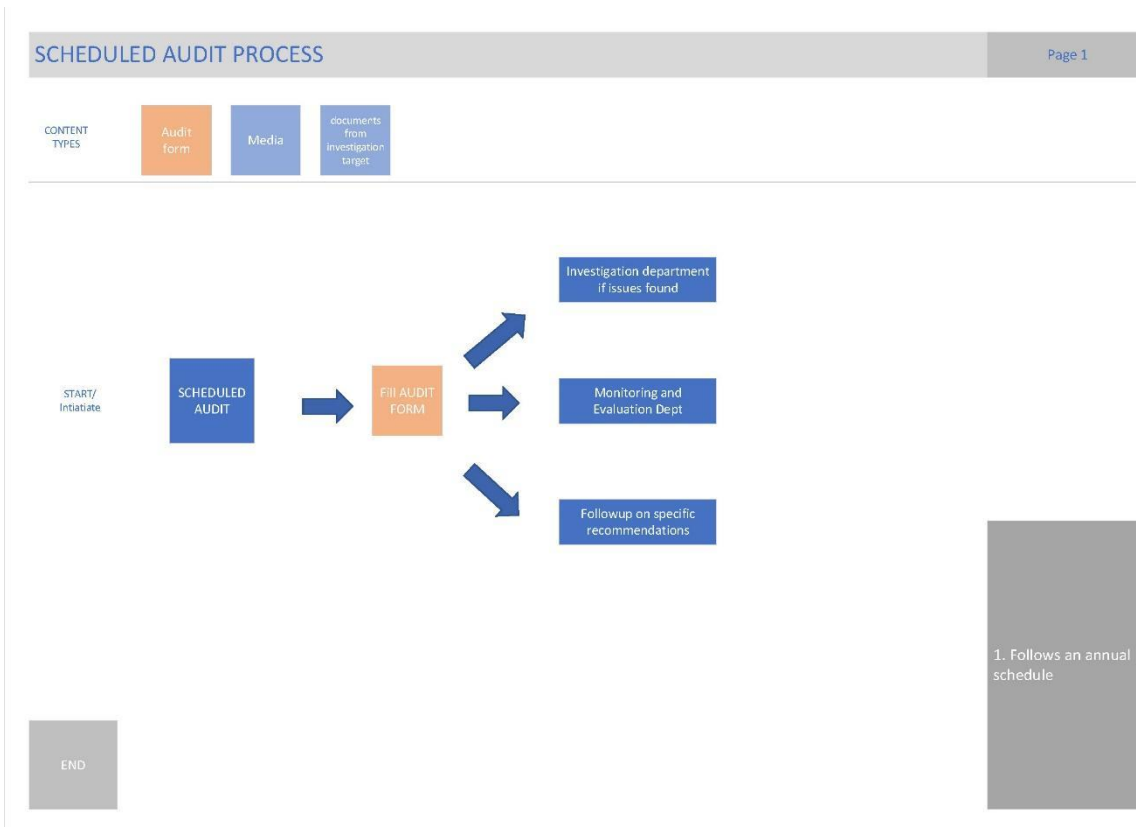 SCHEDULED AUDIT PROCESS
Page 1
CONTENT
TYPES
Audit
form
Media
documents
from
investigation
target
Investigation department
if issues found
START/
Intiatiate
SCHEDULED
AUDIT
Fill AUDIT
FORM
Monitoring and
Evaluation Dept
Followup on specific
recommendations
1. Follows an annual
schedule
END